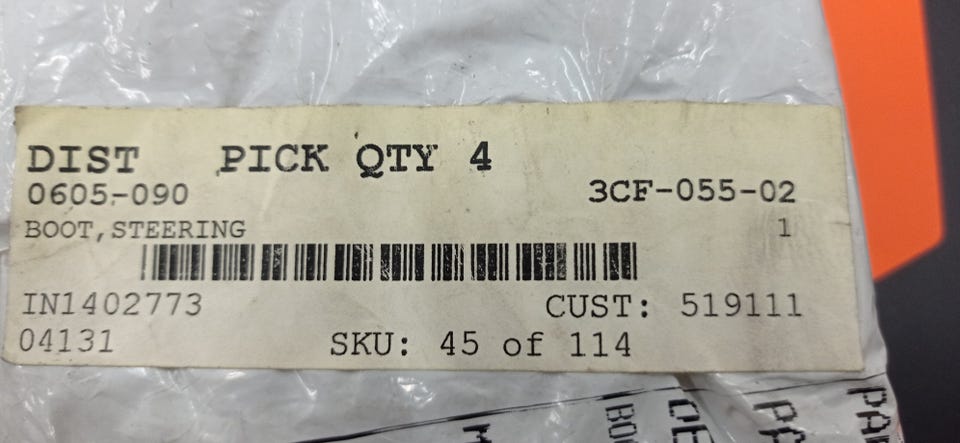 DIST PICK QTY 4
0605-090 3CF-055-02
BOOT,STEERING 1
IN1402773 CUST: 519111
04131 SKU: 45 of 114